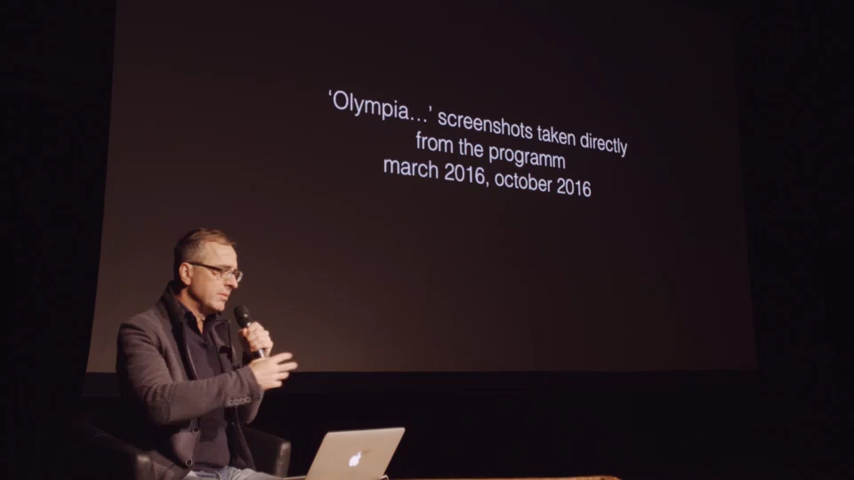 ‘Olympia...’ screenshots taken directly
from the programm
march 2016, october 2016